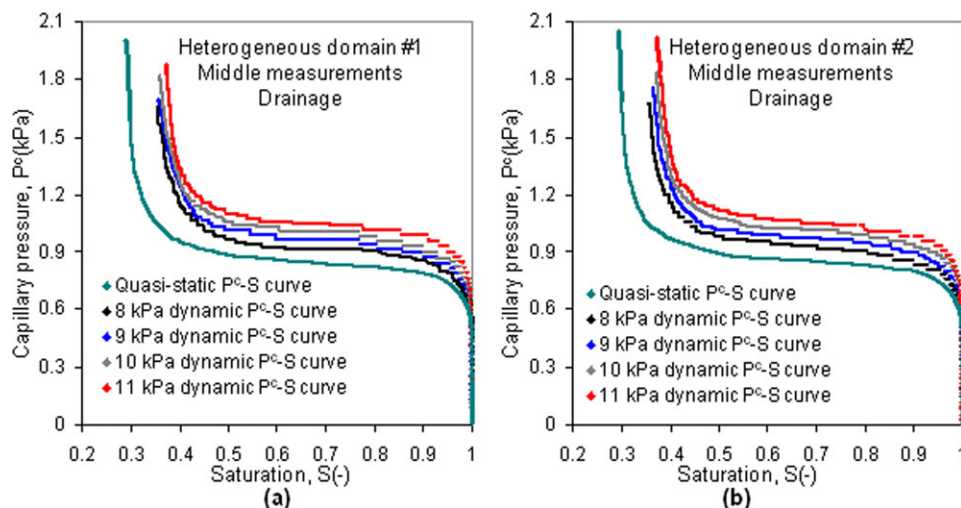 Heterogeneous domain #1
Middle measurements
Drainage
Capillary pressure, Pᶜ(kPa)
2.1
1.8
1.5
1.2
0.9
0.6
0.3
0
Quasi-static Pᶜ-S curve
8 kPa dynamic Pᶜ-S curve
9 kPa dynamic Pᶜ-S curve
10 kPa dynamic Pᶜ-S curve
11 kPa dynamic Pᶜ-S curve
0.2 0.3 0.4 0.5 0.6 0.7 0.8 0.9 1
Saturation, S(-)
(a)
Heterogeneous domain #2
Middle measurements
Drainage
Capillary pressure, Pᶜ(kPa)
2.1
1.8
1.5
1.2
0.9
0.6
0.3
0
Quasi-static Pᶜ-S curve
8 kPa dynamic Pᶜ-S curve
9 kPa dynamic Pᶜ-S curve
10 kPa dynamic Pᶜ-S curve
11 kPa dynamic Pᶜ-S curve
0.2 0.3 0.4 0.5 0.6 0.7 0.8 0.9 1
Saturation, S(-)
(b)